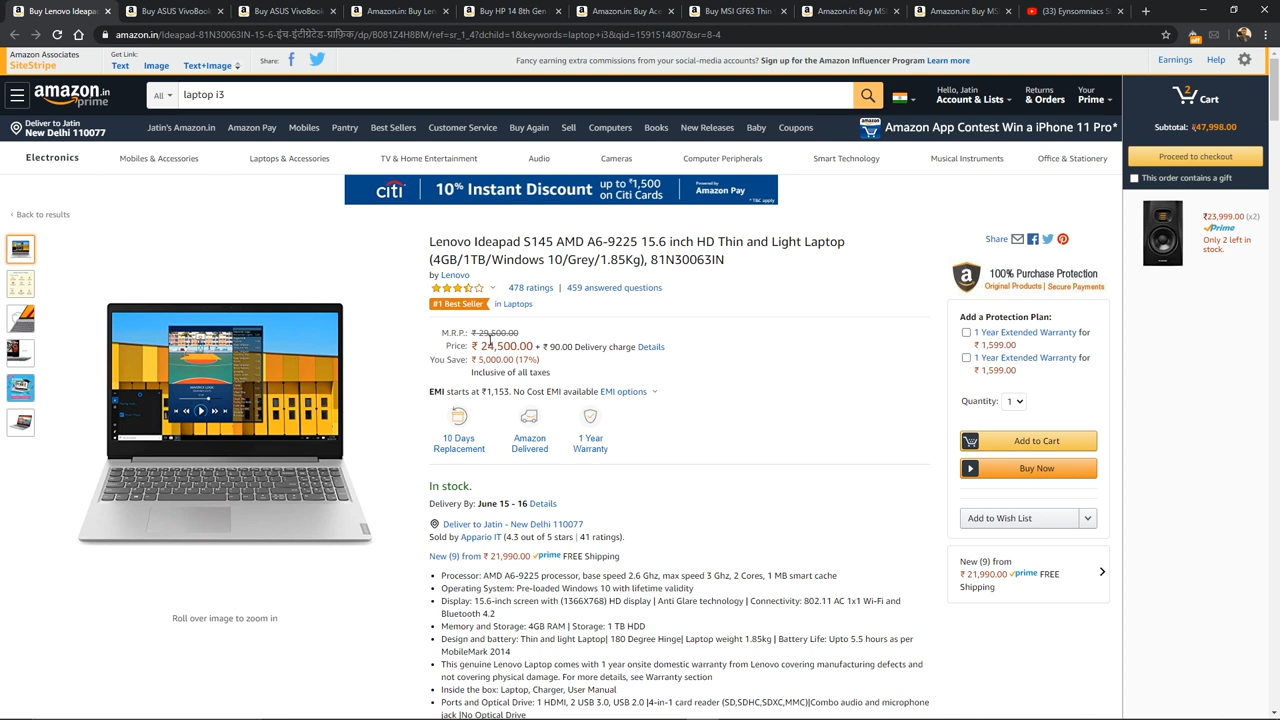 Buy Lenovo Ideapad
Buy ASUS VivoBook
Buy ASUS VivoBook
Amazon.in: Buy Len
Buy HP 14 8th Gen
Amazon.in: Buy Ace
Buy MSI GF63 Thin
Amazon.in: Buy MSI
Amazon.in: Buy MSI
(33) Eynsomniacs St
amazon.in/Ideapad-81N30063IN-15-6-इंच-इंटीग्रेटेड-ग्राफ़िक/dp/B081Z4H8BM/ref=sr_1_4?dchild=1&keywords=laptop+i3&qid=1591514807&sr=8-4
Amazon Associates
SiteStripe
Get Link:
Text Image Text+Image
Share:
Fancy earning extra commissions from your social-media accounts? Sign up for the Amazon Influencer Program Learn more
Earnings Help
amazon.in
prime
All
laptop i3
Hello, Jatin
Account & Lists
Returns
& Orders
Your
Prime
2
Cart
Deliver to Jatin
New Delhi 110077
Jatin's Amazon.in Amazon Pay Mobiles Pantry Best Sellers Customer Service Buy Again Sell Computers Books New Releases Baby Coupons
Amazon App Contest Win a iPhone 11 Pro*
Subtotal: ₹47,998.00
Proceed to checkout
This order contains a gift
Electronics Mobiles & Accessories Laptops & Accessories TV & Home Entertainment Audio Cameras Computer Peripherals Smart Technology Musical Instruments Office & Stationery
citi
10% Instant Discount
up to ₹1,500
on Citi Cards
Powered by
Amazon Pay
*T&C apply
‹ Back to results
₹23,999.00 (x2)
Prime
Only 2 left in
stock.
Lenovo Ideapad S145 AMD A6-9225 15.6 inch HD Thin and Light Laptop
(4GB/1TB/Windows 10/Grey/1.85Kg), 81N30063IN
by Lenovo
478 ratings | 459 answered questions
#1 Best Seller in Laptops
M.R.P.: ₹ 29,500.00
Price: ₹ 24,500.00 + ₹ 90.00 Delivery charge Details
You Save: ₹ 5,000.00 (17%)
Inclusive of all taxes
EMI starts at ₹1,153. No Cost EMI available EMI options
10 Days
Replacement
Amazon
Delivered
1 Year
Warranty
In stock.
Delivery By: June 15 - 16 Details
Deliver to Jatin - New Delhi 110077
Sold by Appario IT (4.3 out of 5 stars | 41 ratings).
New (9) from ₹ 21,990.00 prime FREE Shipping
• Processor: AMD A6-9225 processor, base speed 2.6 Ghz, max speed 3 Ghz, 2 Cores, 1 MB smart cache
• Operating System: Pre-loaded Windows 10 with lifetime validity
• Display: 15.6-inch screen with (1366X768) HD display | Anti Glare technology | Connectivity: 802.11 AC 1x1 Wi-Fi and
Bluetooth 4.2
• Memory and Storage: 4GB RAM | Storage: 1 TB HDD
• Design and battery: Thin and light Laptop| 180 Degree Hinge| Laptop weight 1.85kg | Battery Life: Upto 5.5 hours as per
MobileMark 2014
• This genuine Lenovo Laptop comes with 1 year onsite domestic warranty from Lenovo covering manufacturing defects and
not covering physical damage. For more details, see Warranty section
• Inside the box: Laptop, Charger, User Manual
• Ports and Optical Drive: 1 HDMI, 2 USB 3.0, USB 2.0 |4-in-1 card reader (SD,SDHC,SDXC,MMC)|Combo audio and microphone
jack |No Optical Drive
Roll over image to zoom in
Share
100% Purchase Protection
Original Products | Secure Payments
Add a Protection Plan:
1 Year Extended Warranty for
₹ 1,599.00
1 Year Extended Warranty for
₹ 1,599.00
Quantity: 1
Add to Cart
Buy Now
Add to Wish List
New (9) from
₹ 21,990.00 prime FREE
Shipping